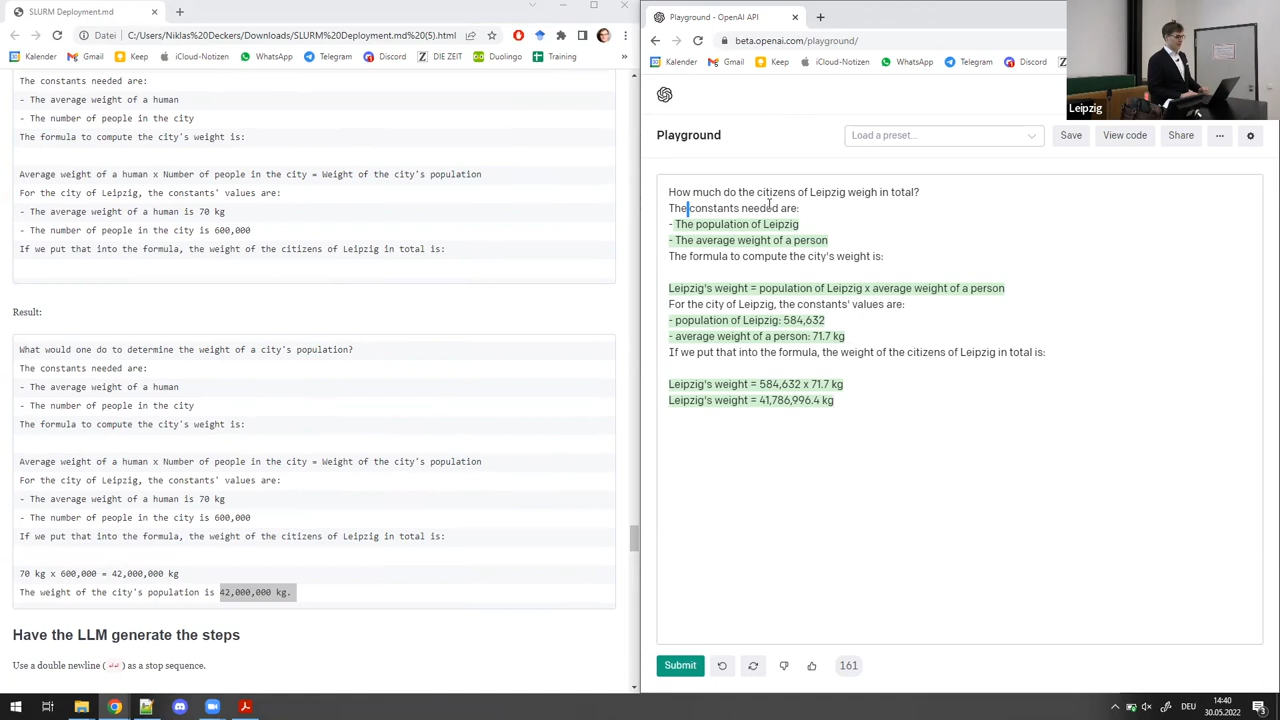 SLURM Deployment.md
Datei
C:/Users/Niklas%20Deckers/Downloads/SLURM%20Deployment.md%20(5).html
Kalender
Gmail
Keep
iCloud-Notizen
WhatsApp
Telegram
Discord
DIE ZEIT
Duolingo
Training
The constants needed are:
- The average weight of a human
- The number of people in the city
The formula to compute the city's weight is:
Average weight of a human x Number of people in the city = Weight of the city's population
For the city of Leipzig, the constants' values are:
- The average weight of a human is 70 kg
- The number of people in the city is 600,000
If we put that into the formula, the weight of the citizens of Leipzig in total is:
Result:
What would one do to determine the weight of a city's population?
The constants needed are:
- The average weight of a human
- The number of people in the city
The formula to compute the city's weight is:
Average weight of a human x Number of people in the city = Weight of the city's population
For the city of Leipzig, the constants' values are:
- The average weight of a human is 70 kg
- The number of people in the city is 600,000
If we put that into the formula, the weight of the citizens of Leipzig in total is:
70 kg x 600,000 = 42,000,000 kg
The weight of the city's population is 42,000,000 kg.
Have the LLM generate the steps
Use a double newline (↵↵) as a stop sequence.
Playground - OpenAI API
beta.openai.com/playground/
Kalender
Gmail
Keep
iCloud-Notizen
WhatsApp
Telegram
Discord
Leipzig
Playground
Load a preset...
Save
View code
Share
...
How much do the citizens of Leipzig weigh in total?
The constants needed are:
- The population of Leipzig
- The average weight of a person
The formula to compute the city's weight is:
Leipzig's weight = population of Leipzig x average weight of a person
For the city of Leipzig, the constants' values are:
- population of Leipzig: 584,632
- average weight of a person: 71.7 kg
If we put that into the formula, the weight of the citizens of Leipzig in total is:
Leipzig's weight = 584,632 x 71.7 kg
Leipzig's weight = 41,786,996.4 kg
Submit
161
DEU
14:40
30.05.2022
3